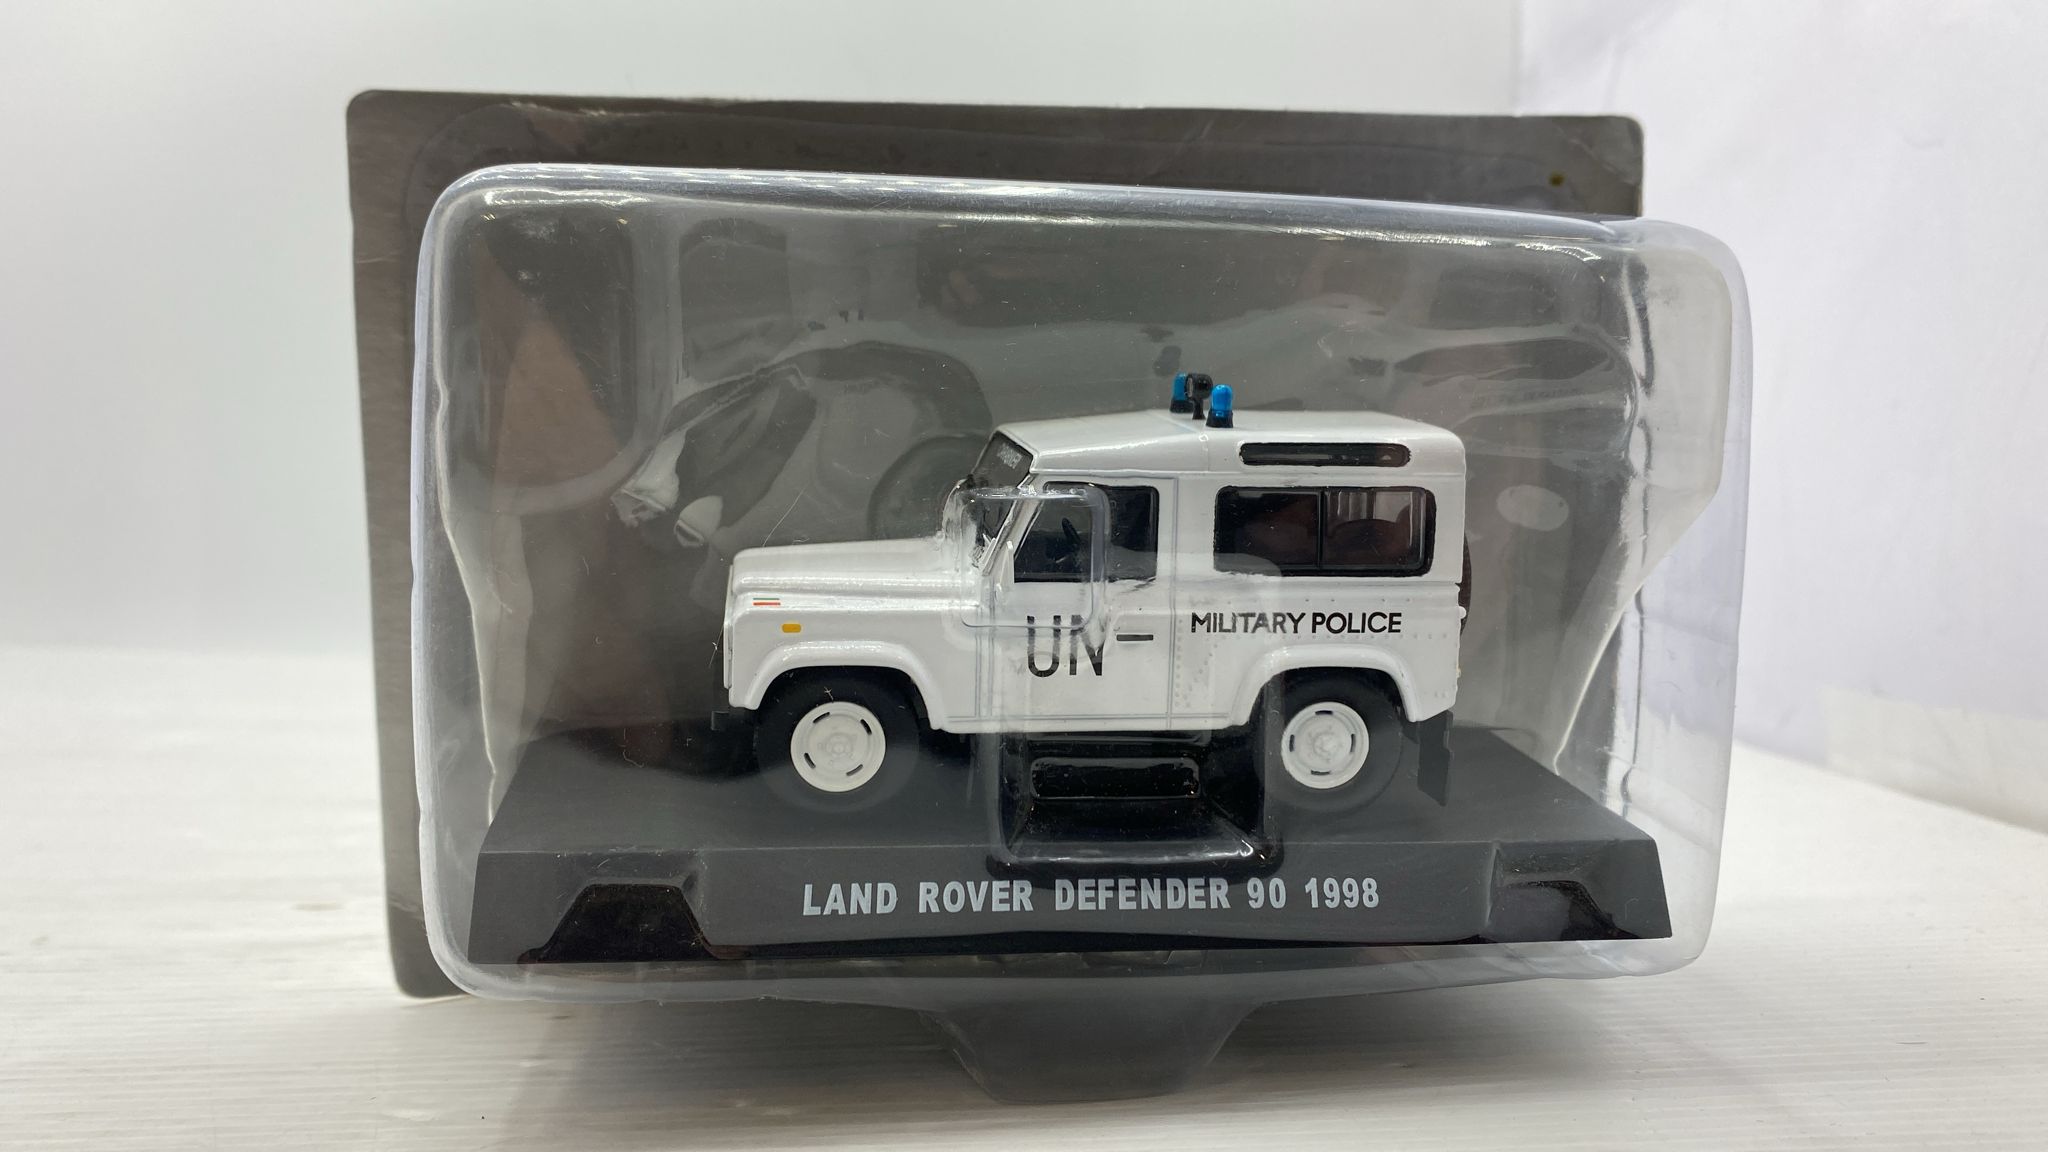 UN
MILITARY POLICE
LAND ROVER DEFENDER 90 1998